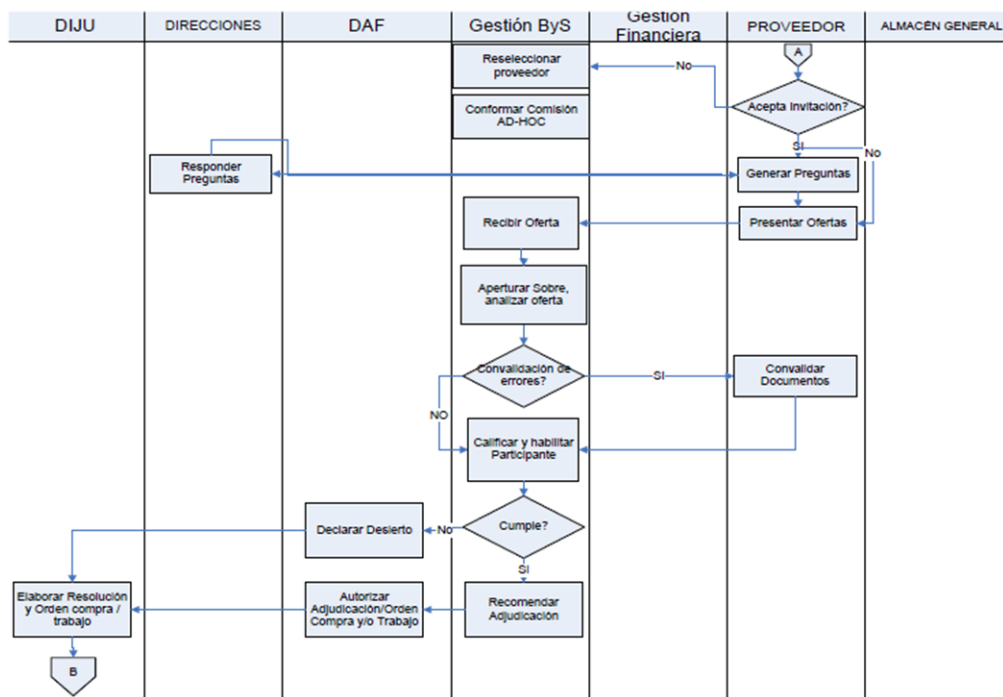 DIJU
DIRECCIONES
DAF
Gestión ByS
Gestión
Financiera
PROVEEDOR
ALMACÉN GENERAL
A
Reseleccionar
proveedor
No
Acepta Invitación?
Conformar Comisión
AD-HOC
SI
No
Responder
Preguntas
Generar Preguntas
Recibir Oferta
Presentar Ofertas
Aperturar Sobre,
analizar oferta
Convalidación de
errores?
SI
Convalidar
Documentos
NO
Calificar y habilitar
Participante
Declarar Desierto
No
Cumple?
SI
Elaborar Resolución
y Orden compra /
trabajo
Autorizar
Adjudicación/Orden
Compra y/o Trabajo
Recomendar
Adjudicación
B